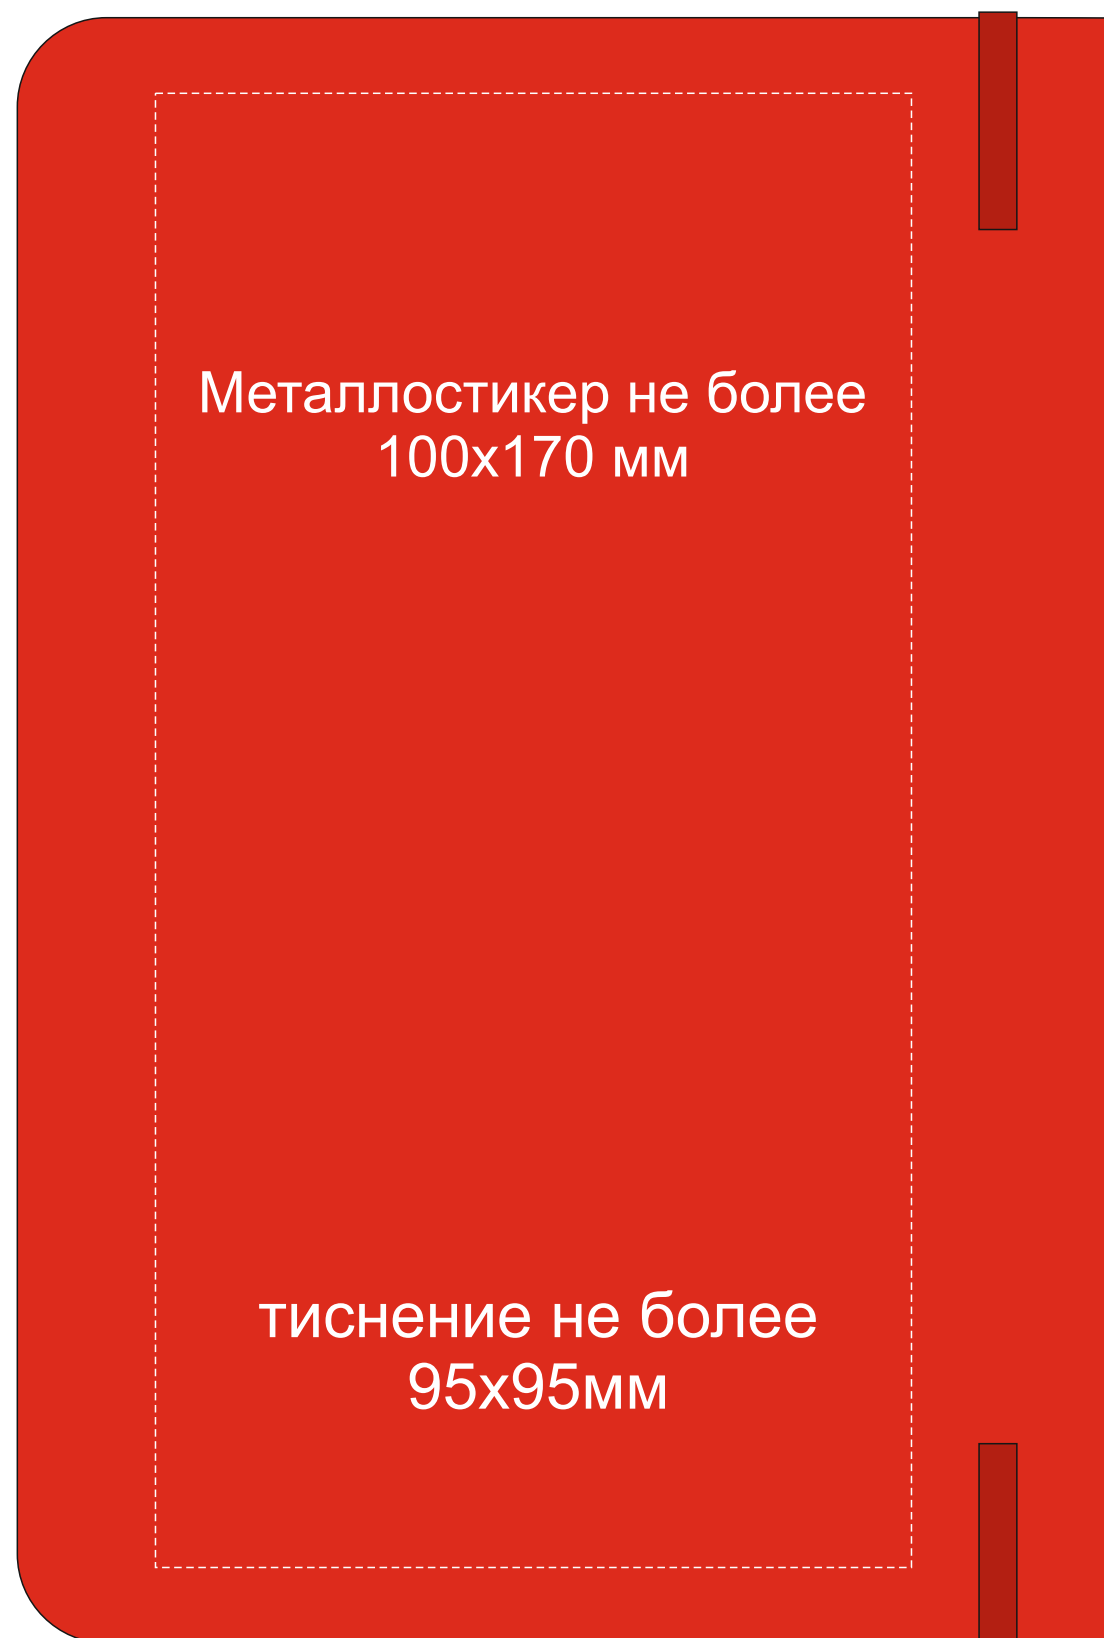 Металлостикер не более
100х170 мм
тиснение не более
95х95мм